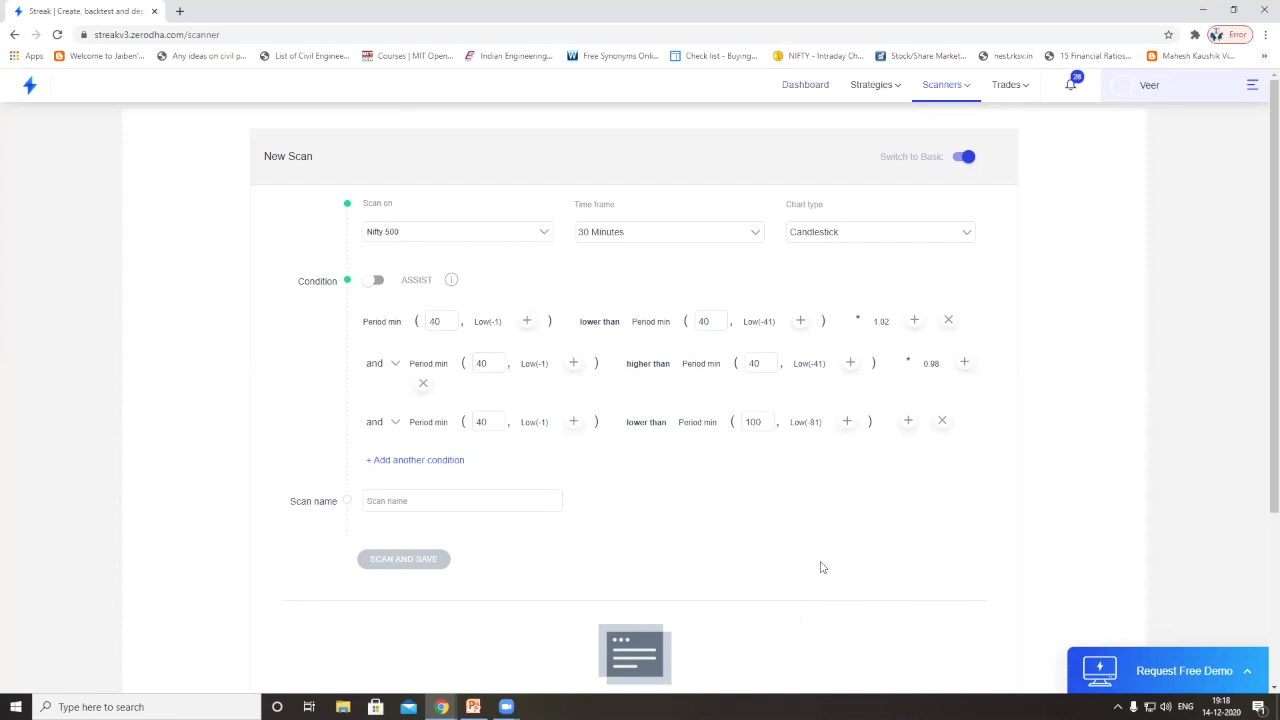 Streak | Create, backtest and dep
streakv3.zerodha.com/scanner
Error
Apps
Welcome to Jaiben'...
Any ideas on civil p...
List of Civil Engineer...
Courses | MIT Open...
Indian Engineering...
Free Synonyms Onli...
Check list - Buying...
NIFTY - Intraday Ch...
Stock/Share Market...
nest.rksv.in
15 Financial Ratios...
Mahesh Kaushik Vi...
»
Dashboard
Strategies
Scanners
Trades
28
Veer
New Scan
Switch to Basic
Scan on
Time frame
Chart type
Nifty 500
30 Minutes
Candlestick
Condition
ASSIST
Period min ( 40 , Low(-1) + ) lower than Period min ( 40 , Low(-41) + ) * 1.02 + ×
and Period min ( 40 , Low(-1) + ) higher than Period min ( 40 , Low(-41) + ) * 0.98 +
×
and Period min ( 40 , Low(-1) + ) lower than Period min ( 100 , Low(-81) + ) + ×
+ Add another condition
Scan name
Scan name
SCAN AND SAVE
Request Free Demo
Type here to search
ENG
19:18
14-12-2020